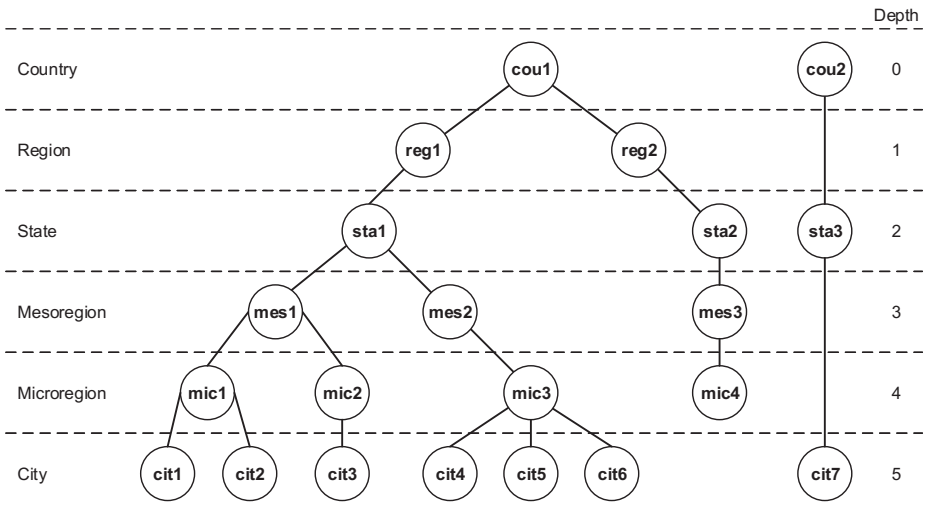 Depth
Country cou1 cou2 0
Region reg1 reg2 1
State sta1 sta2 sta3 2
Mesoregion mes1 mes2 mes3 3
Microregion mic1 mic2 mic3 mic4 4
City cit1 cit2 cit3 cit4 cit5 cit6 cit7 5